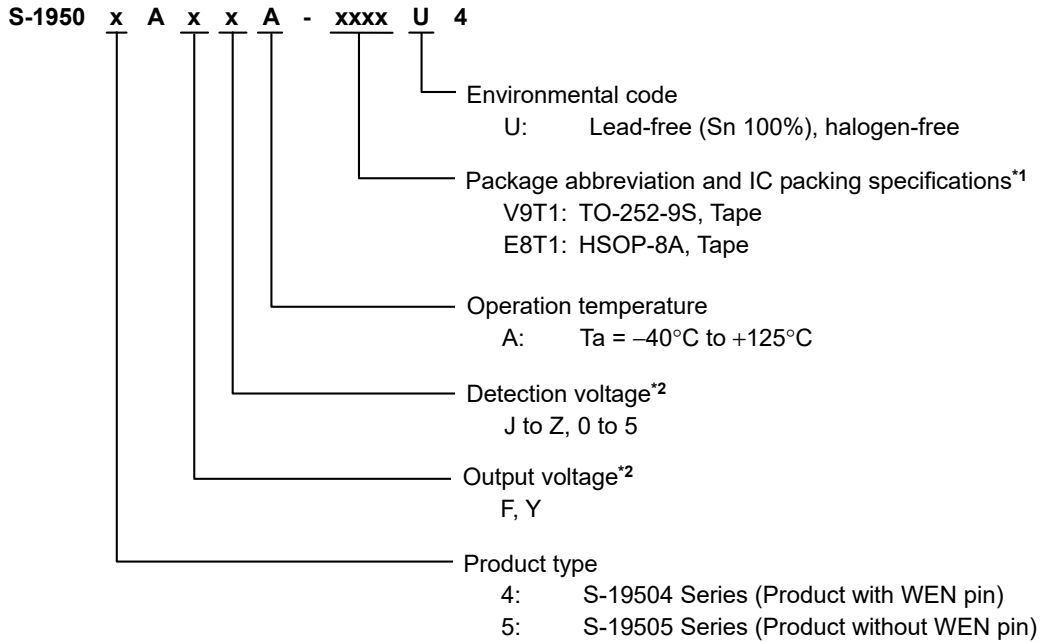 S-1950 x A x x A - xxxx U 4
Environmental code
U: Lead-free (Sn 100%), halogen-free
Package abbreviation and IC packing specifications*1
V9T1: TO-252-9S, Tape
E8T1: HSOP-8A, Tape
Operation temperature
A: Ta = −40°C to +125°C
Detection voltage*2
J to Z, 0 to 5
Output voltage*2
F, Y
Product type
4: S-19504 Series (Product with WEN pin)
5: S-19505 Series (Product without WEN pin)